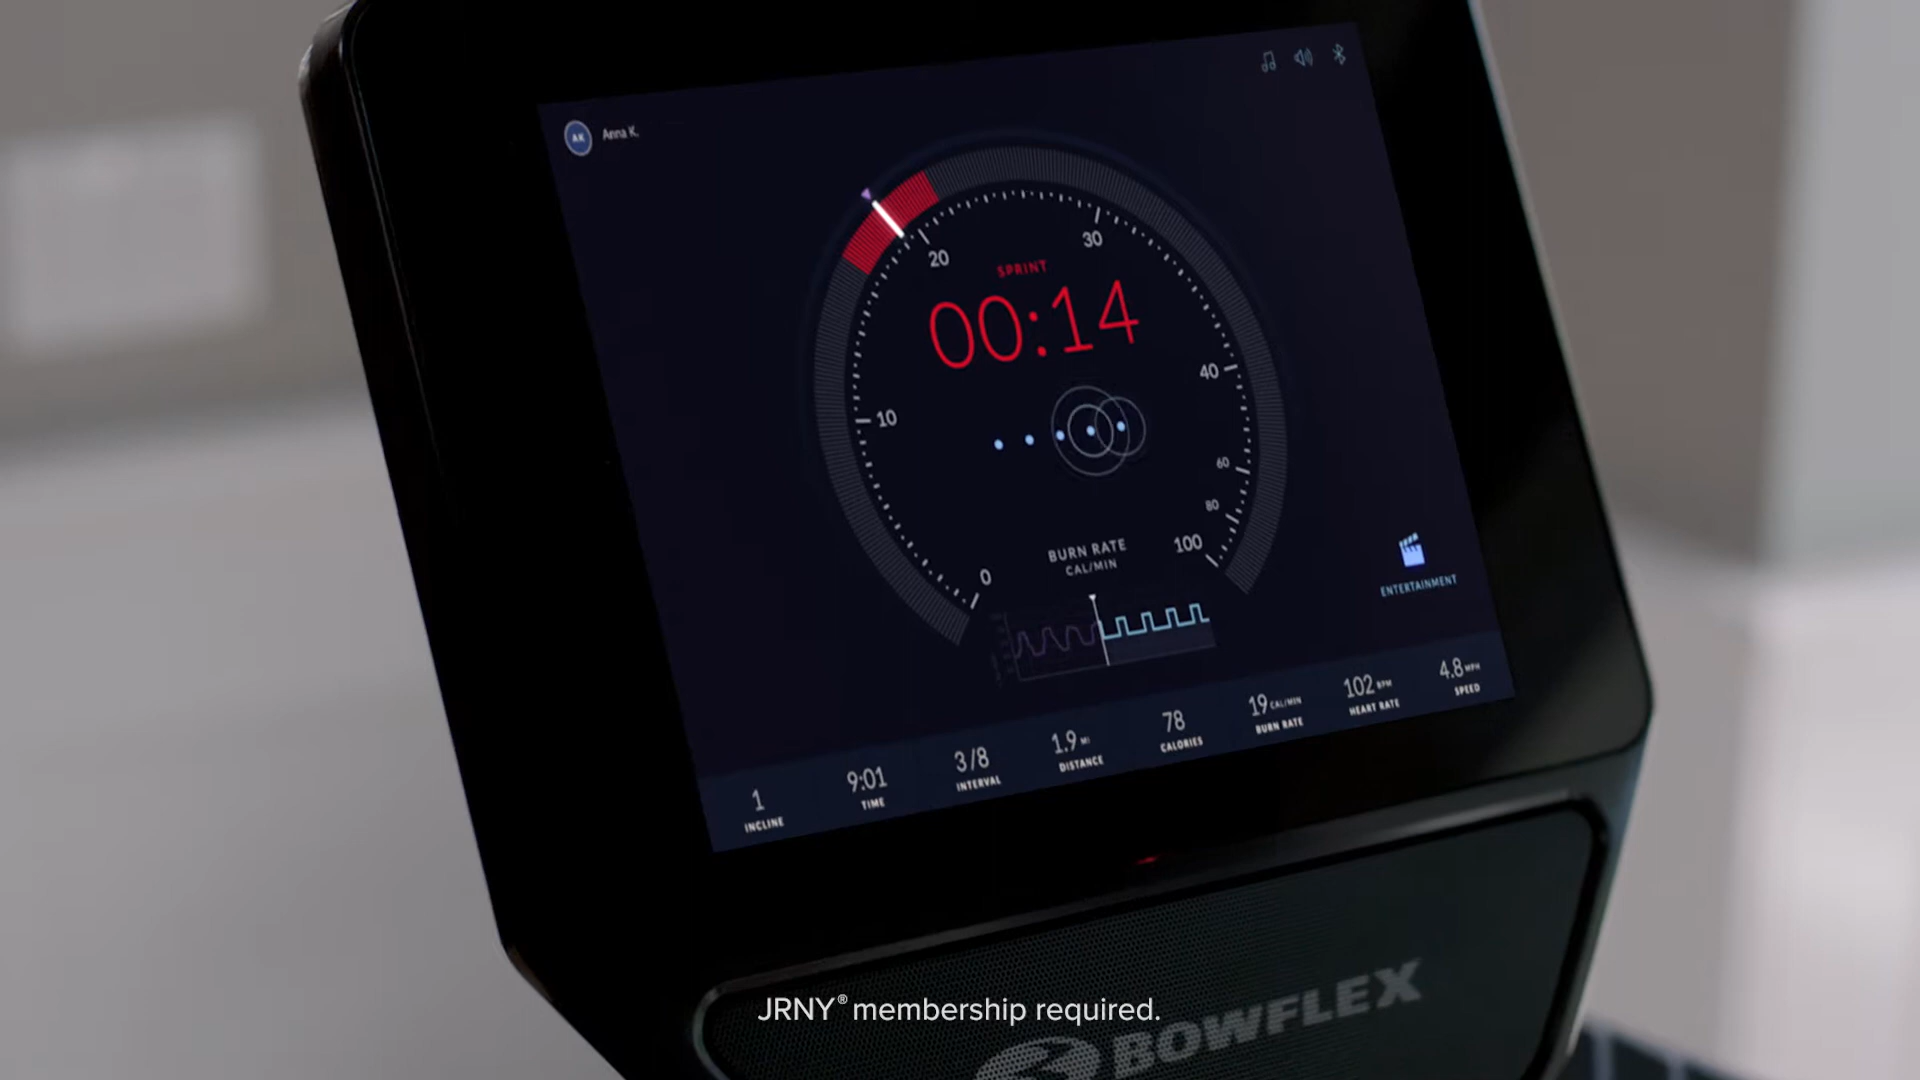 AK Anna K.
20
30
SPRINT
00:14
40
10
60
80
BURN RATE
100
CAL/MIN
0
ENTERTAINMENT
1
INCLINE
9:01
TIME
3/8
INTERVAL
1.9 MI
DISTANCE
78
CALORIES
19 CAL/MIN
BURN RATE
102 BPM
HEART RATE
4.8 MPH
SPEED
JRNY® membership required.
BOWFLEX